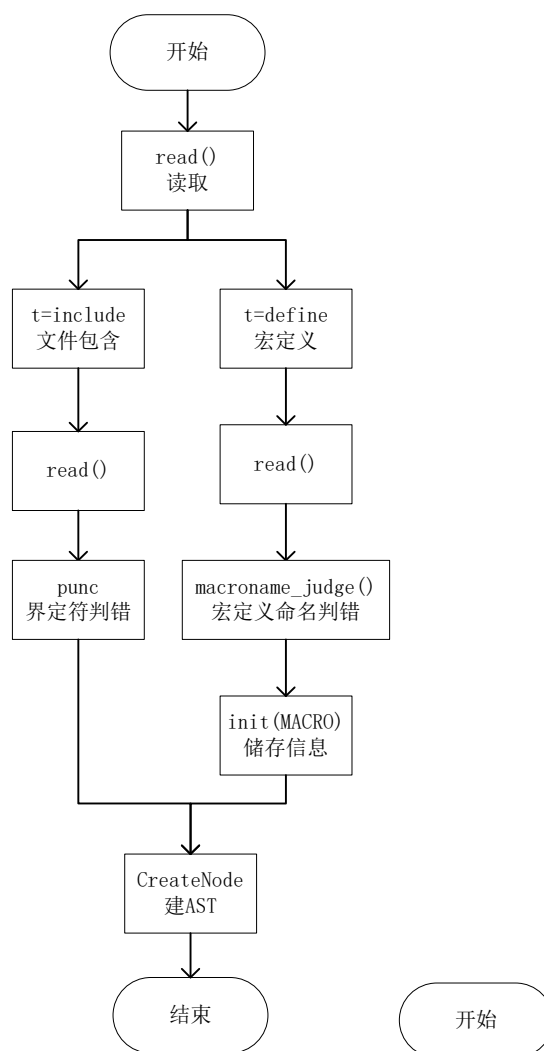 开始
read()
读取
t=include
文件包含
t=define
宏定义
read()
read()
punc
界定符判错
macroname_judge()
宏定义命名判错
init(MACRO)
储存信息
CreateNode
建AST
结束
开始